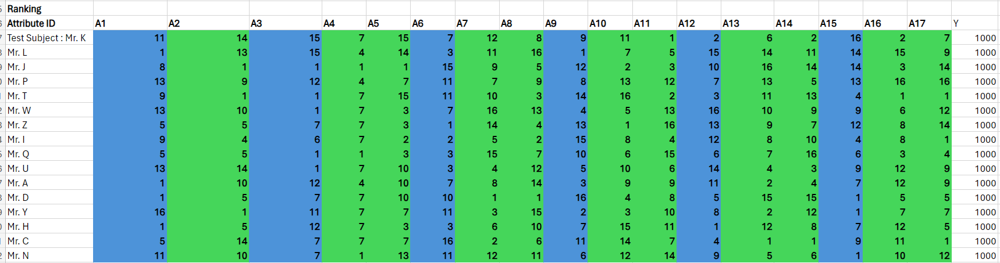 Ranking
Attribute ID A1 A2 A3 A4 A5 A6 A7 A8 A9 A10 A11 A12 A13 A14 A15 A16 A17 Y
Test Subject : Mr. K 11 14 15 7 15 7 12 8 9 11 1 2 6 2 16 2 7 1000
Mr. L 1 13 15 4 14 3 11 16 1 7 5 15 14 11 14 15 9 1000
Mr. J 8 1 1 1 1 15 9 5 12 2 3 10 16 14 14 3 14 1000
Mr. P 13 9 12 4 7 11 7 9 8 13 12 7 13 5 13 16 16 1000
Mr. T 9 1 1 7 15 11 10 3 14 16 2 3 11 13 4 1 1 1000
Mr. W 13 10 1 7 3 7 16 13 4 5 13 16 10 9 9 6 12 1000
Mr. Z 5 5 7 7 3 1 14 4 13 1 16 13 9 7 12 8 14 1000
Mr. I 9 4 6 7 2 2 5 2 15 8 4 12 8 10 4 8 1 1000
Mr. Q 5 5 1 1 3 3 15 7 10 6 15 6 7 16 6 3 4 1000
Mr. U 13 14 1 7 10 3 4 12 5 10 6 14 4 3 9 12 9 1000
Mr. A 1 10 12 4 10 7 8 14 3 9 9 11 2 4 7 12 9 1000
Mr. D 1 5 7 7 10 10 1 1 16 4 8 5 15 15 1 5 5 1000
Mr. Y 16 1 11 7 7 11 3 15 2 3 10 8 2 12 1 7 7 1000
Mr. H 1 5 12 7 3 3 6 10 7 15 11 1 12 8 7 12 5 1000
Mr. C 5 14 7 7 7 16 2 6 11 14 7 4 1 1 9 11 1 1000
Mr. N 11 10 7 1 13 11 12 11 6 12 14 9 5 6 1 10 12 1000